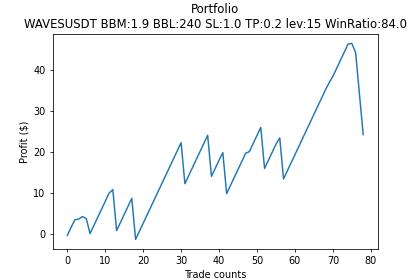 Portfolio
WAVESUSDT BBM:1.9 BBL:240 SL:1.0 TP:0.2 lev:15 WinRatio:84.0
Profit ($)
40
30
20
10
0
0 10 20 30 40 50 60 70 80
Trade counts